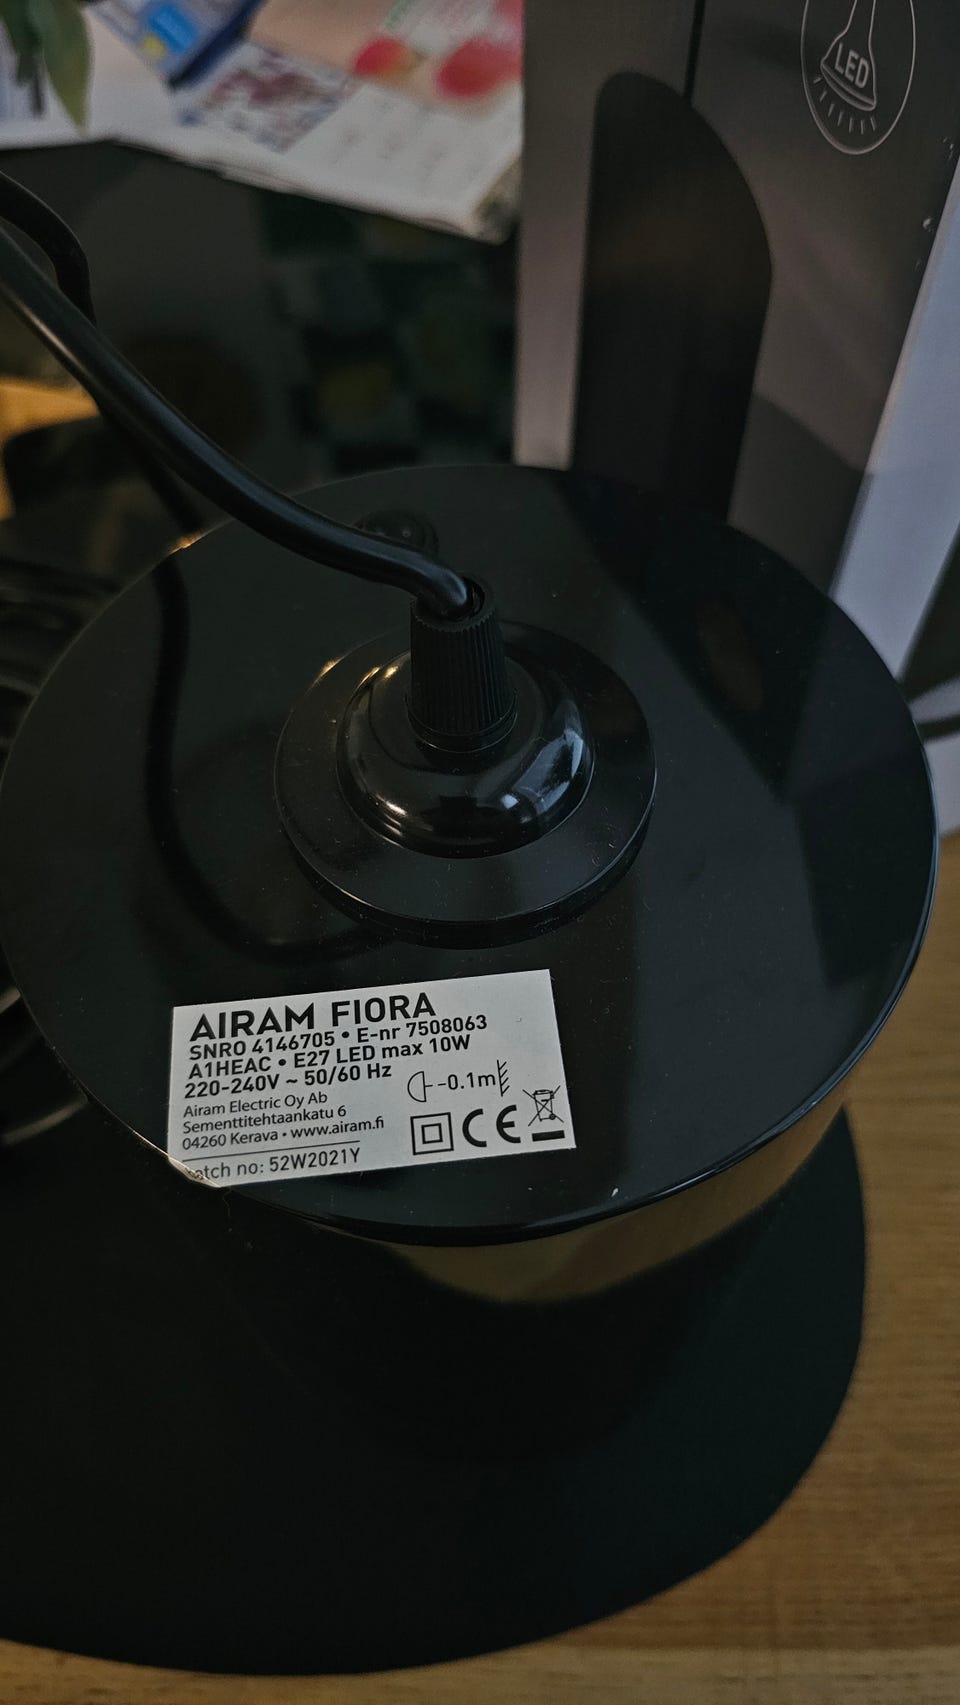 LED
AIRAM FIORA
SNRO 4146705 • E-nr 7508063
A1HEAC • E27 LED max 10W
220-240V ~ 50/60 Hz
-0.1m
Airam Electric Oy Ab
Sementtitehtaankatu 6
04260 Kerava • www.airam.fi
CE
atch no: 52W2021Y